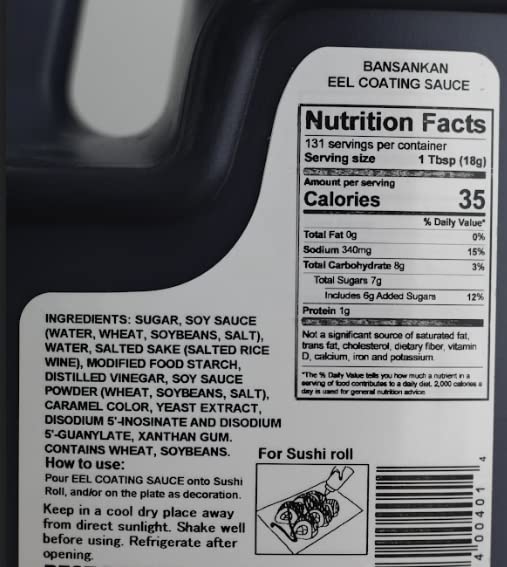 BANSANKAN
EEL COATING SAUCE
Nutrition Facts
131 servings per container
Serving size 1 Tbsp (18g)
Amount per serving
Calories 35
% Daily Value*
Total Fat 0g 0%
Sodium 340mg 15%
Total Carbohydrate 8g 3%
Total Sugars 7g
Includes 6g Added Sugars 12%
Protein 1g
Not a significant source of saturated fat,
trans fat, cholesterol, dietary fiber, vitamin
D, calcium, iron and potassium.
*The % Daily Value tells you how much a nutrient in a
serving of food contributes to a daily diet. 2,000 calories a
day is used for general nutrition advice.
INGREDIENTS: SUGAR, SOY SAUCE
(WATER, WHEAT, SOYBEANS, SALT),
WATER, SALTED SAKE (SALTED RICE
WINE), MODIFIED FOOD STARCH,
DISTILLED VINEGAR, SOY SAUCE
POWDER (WHEAT, SOYBEANS, SALT),
CARAMEL COLOR, YEAST EXTRACT,
DISODIUM 5'-INOSINATE AND DISODIUM
5'-GUANYLATE, XANTHAN GUM.
CONTAINS WHEAT, SOYBEANS.
How to use:
Pour EEL COATING SAUCE onto Sushi
Roll, and/or on the plate as decoration.
Keep in a cool dry place away
from direct sunlight. Shake well
before using. Refrigerate after
opening.
For Sushi roll
4 00401 4